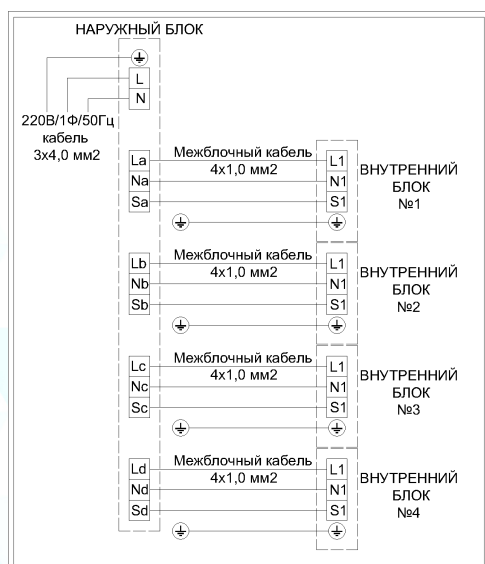 НАРУЖНЫЙ БЛОК
L
N
220В/1Ф/50Гц
кабель
3х4,0 мм2
La
Na
Sa
Межблочный кабель
4х1,0 мм2
L1
N1
S1
ВНУТРЕННИЙ
БЛОК
№1
Lb
Nb
Sb
Межблочный кабель
4х1,0 мм2
L1
N1
S1
ВНУТРЕННИЙ
БЛОК
№2
Lc
Nc
Sc
Межблочный кабель
4х1,0 мм2
L1
N1
S1
ВНУТРЕННИЙ
БЛОК
№3
Ld
Nd
Sd
Межблочный кабель
4х1,0 мм2
L1
N1
S1
ВНУТРЕННИЙ
БЛОК
№4